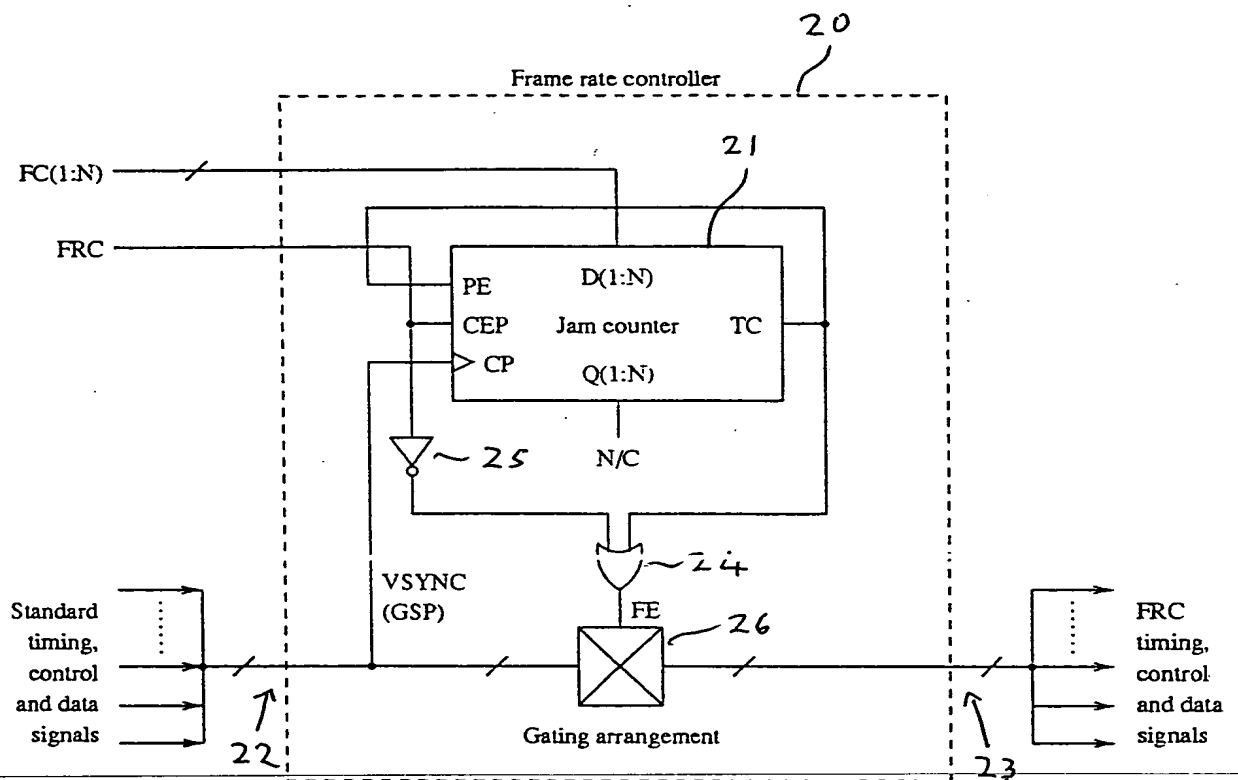 20
Frame rate controller
21
FC(1:N)
FRC
D(1:N)
PE
CEP
Jam counter
TC
CP
Q(1:N)
25
N/C
24
VSYNC
(GSP)
FE
26
Standard
timing,
control
and data
signals
FRC
timing,
control
and data
signals
22
Gating arrangement
23